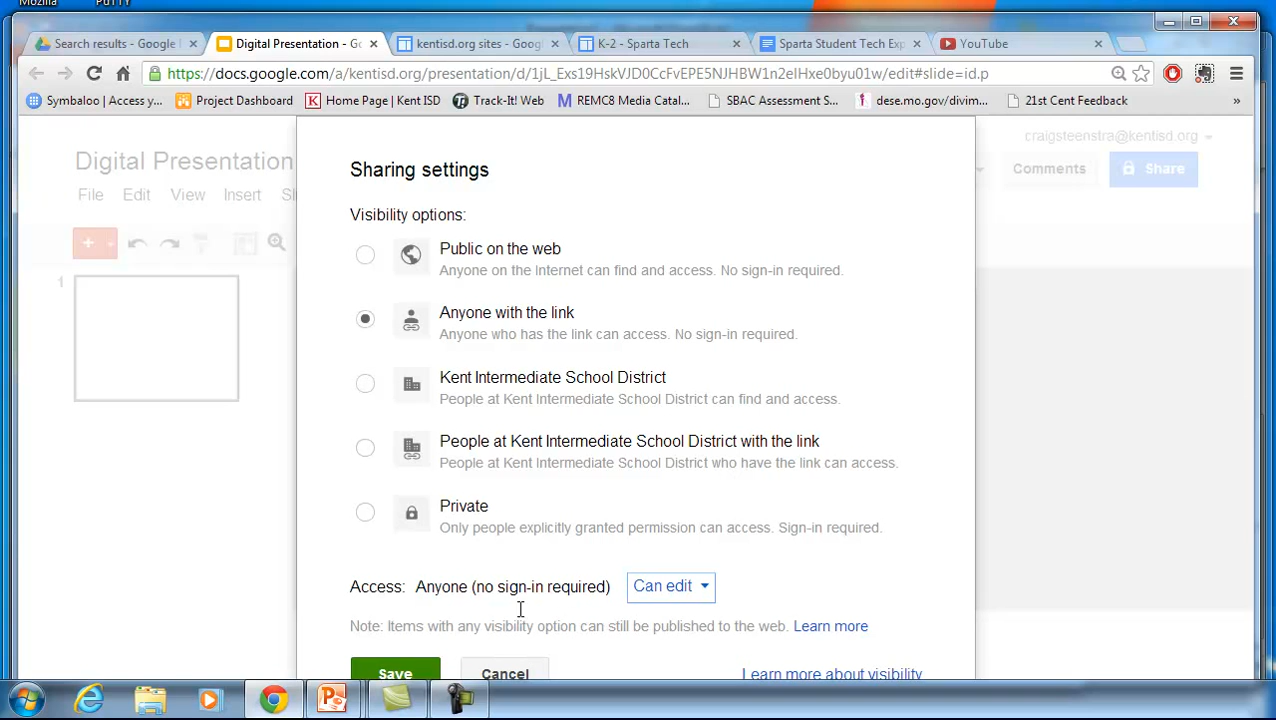 Mozilla
PuTTY
Search results - Google
Digital Presentation - Go
kentisd.org sites - Goog
K-2 - Sparta Tech
Sparta Student Tech Exp
YouTube
https://docs.google.com/a/kentisd.org/presentation/d/1jL_Exs19HskVJD0CcFvEPE5NJHBW1n2eIHxe0byu01w/edit#slide=id.p
Symbaloo | Access y...
Project Dashboard
Home Page | Kent ISD
Track-It! Web
REMC8 Media Catal...
SBAC Assessment S...
dese.mo.gov/divim...
21st Cent Feedback
»
craigsteenstra@kentisd.org
Digital Presentation
File Edit View Insert Sl
Comments
Share
1
Sharing settings
Visibility options:
Public on the web
Anyone on the Internet can find and access. No sign-in required.
Anyone with the link
Anyone who has the link can access. No sign-in required.
Kent Intermediate School District
People at Kent Intermediate School District can find and access.
People at Kent Intermediate School District with the link
People at Kent Intermediate School District who have the link can access.
Private
Only people explicitly granted permission can access. Sign-in required.
Access: Anyone (no sign-in required) Can edit
Note: Items with any visibility option can still be published to the web. Learn more
Save Cancel Learn more about visibility